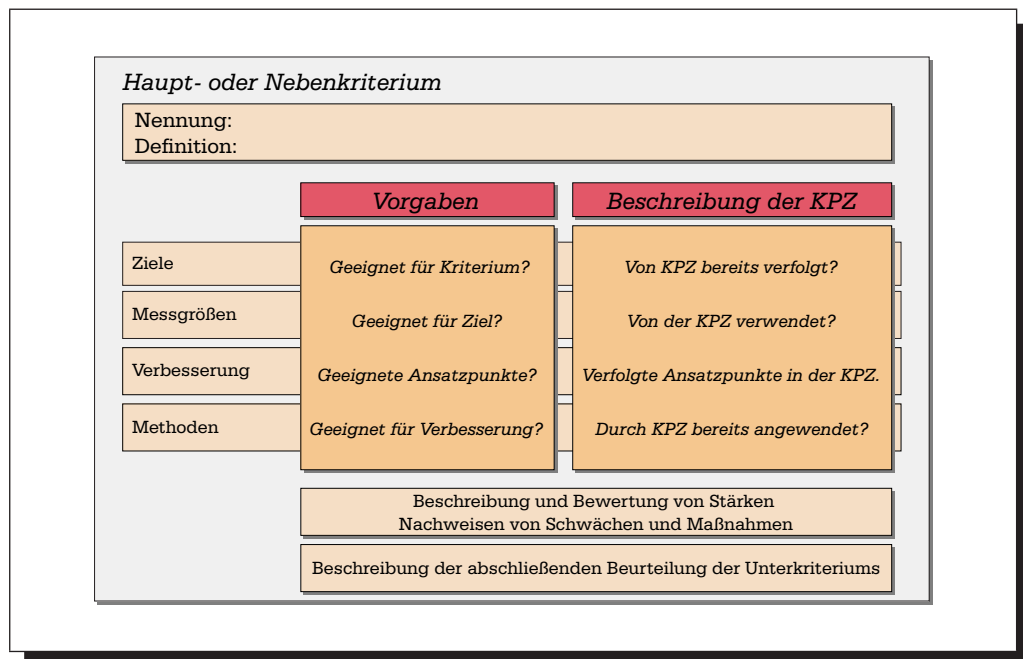 Haupt- oder Nebenkriterium
Nennung:
Definition:
Vorgaben
Beschreibung der KPZ
Ziele
Geeignet für Kriterium?
Von KPZ bereits verfolgt?
Messgrößen
Geeignet für Ziel?
Von der KPZ verwendet?
Verbesserung
Geeignete Ansatzpunkte?
Verfolgte Ansatzpunkte in der KPZ.
Methoden
Geeignet für Verbesserung?
Durch KPZ bereits angewendet?
Beschreibung und Bewertung von Stärken
Nachweisen von Schwächen und Maßnahmen
Beschreibung der abschließenden Beurteilung der Unterkriteriums